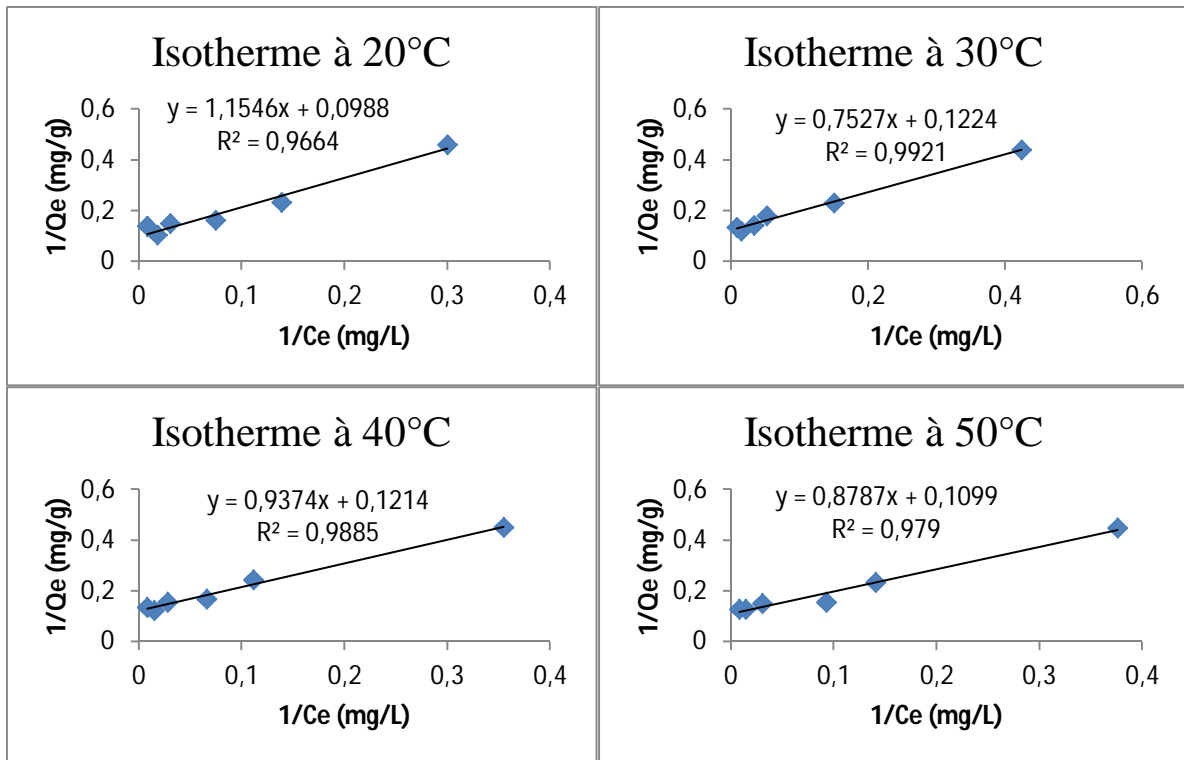 Isotherme à 20°C
y = 1,1546x + 0,0988
R² = 0,9664
1/Qe (mg/g)
0,6
0,4
0,2
0
0 0,1 0,2 0,3 0,4
1/Ce (mg/L)
Isotherme à 30°C
y = 0,7527x + 0,1224
R² = 0,9921
1/Qe (mg/g)
0,6
0,4
0,2
0
0 0,2 0,4 0,6
1/Ce (mg/L)
Isotherme à 40°C
y = 0,9374x + 0,1214
R² = 0,9885
1/Qe (mg/g)
0,6
0,4
0,2
0
0 0,1 0,2 0,3 0,4
1/Ce (mg/L)
Isotherme à 50°C
y = 0,8787x + 0,1099
R² = 0,979
1/Qe (mg/g)
0,6
0,4
0,2
0
0 0,1 0,2 0,3 0,4
1/Ce (mg/L)